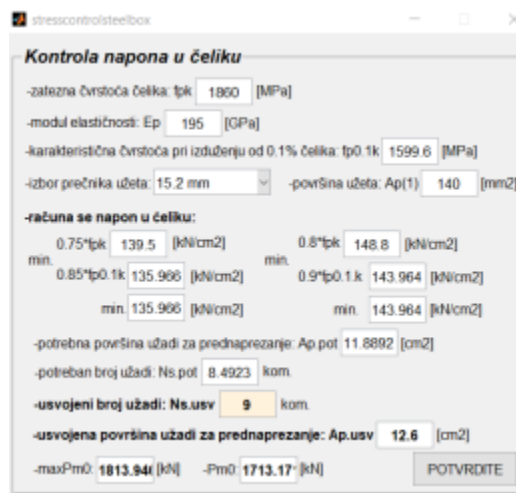 stresscontrolsteelbox
Kontrola napona u čeliku
-zatezna čvrstoća čelika: fpk 1860 [MPa]
-modul elastičnosti: Ep 195 [GPa]
-karakteristična čvrstoća pri izduženju od 0.1% čelika: fp0.1k 1599.6 [MPa]
-izbor prečnika užeta: 15.2 mm -površina užeta: Ap(1) 140 [mm2]
-računa se napon u čeliku:
0.75*fpk 139.5 [kN/cm2] 0.8*fpk 148.8 [kN/cm2]
min. min.
0.85*fp0.1k 135.966 [kN/cm2] 0.9*fp0.1.k 143.964 [kN/cm2]
min. 135.966 [kN/cm2] min. 143.964 [kN/cm2]
-potrebna površina užadi za prednaprezanje: Ap.pot 11.8892 [cm2]
-potreban broj užadi: Ns.pot 8.4923 kom.
-usvojeni broj užadi: Ns.usv 9 kom.
-usvojena površina užadi za prednaprezanje: Ap.usv 12.6 [cm2]
-maxPm0: 1813.94 [kN] -Pm0: 1713.17 [kN] POTVRDITE